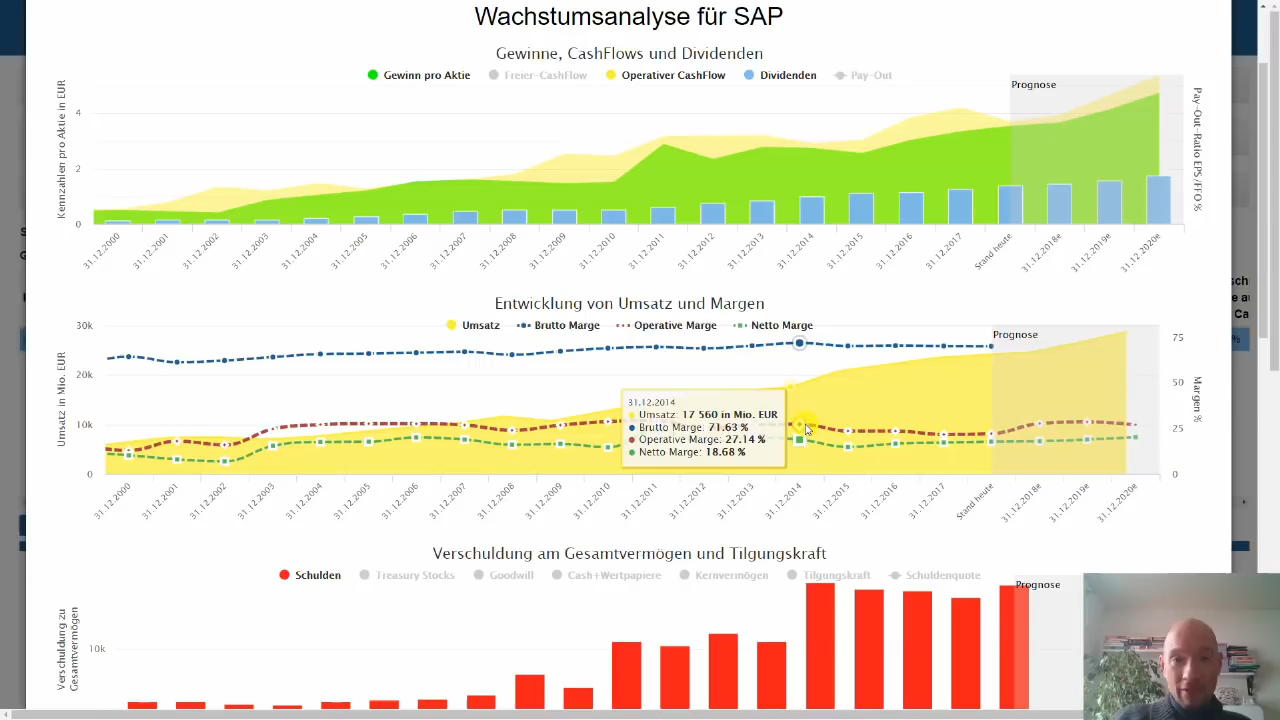 Wachstumsanalyse für SAP
Gewinne, CashFlows und Dividenden
Gewinn pro Aktie Freier-CashFlow Operativer CashFlow Dividenden Pay-Out
Kennzahlen pro Aktie in EUR
4
2
0
Prognose
Pay-Out-Ratio EPS/FFO %
31.12.2000 31.12.2001 31.12.2002 31.12.2003 31.12.2004 31.12.2005 31.12.2006 31.12.2007 31.12.2008 31.12.2009 31.12.2010 31.12.2011 31.12.2012 31.12.2013 31.12.2014 31.12.2015 31.12.2016 31.12.2017 Stand heute 31.12.2018e 31.12.2019e 31.12.2020e
Entwicklung von Umsatz und Margen
Umsatz Brutto Marge Operative Marge Netto Marge
Umsatz in Mio. EUR
30k
20k
10k
0
Prognose
75
50
25
0
Margen %
31.12.2014
Umsatz: 17 560 in Mio. EUR
Brutto Marge: 71.63 %
Operative Marge: 27.14 %
Netto Marge: 18.68 %
31.12.2000 31.12.2001 31.12.2002 31.12.2003 31.12.2004 31.12.2005 31.12.2006 31.12.2007 31.12.2008 31.12.2009 31.12.2010 31.12.2011 31.12.2012 31.12.2013 31.12.2014 31.12.2015 31.12.2016 31.12.2017 Stand heute 31.12.2018e 31.12.2019e 31.12.2020e
Verschuldung am Gesamtvermögen und Tilgungskraft
Schulden Treasury Stocks Goodwill Cash+Wertpapiere Kernvermögen Tilgungskraft Schuldenquote
Verschuldung zu
Gesamtvermögen
10k
Prognose